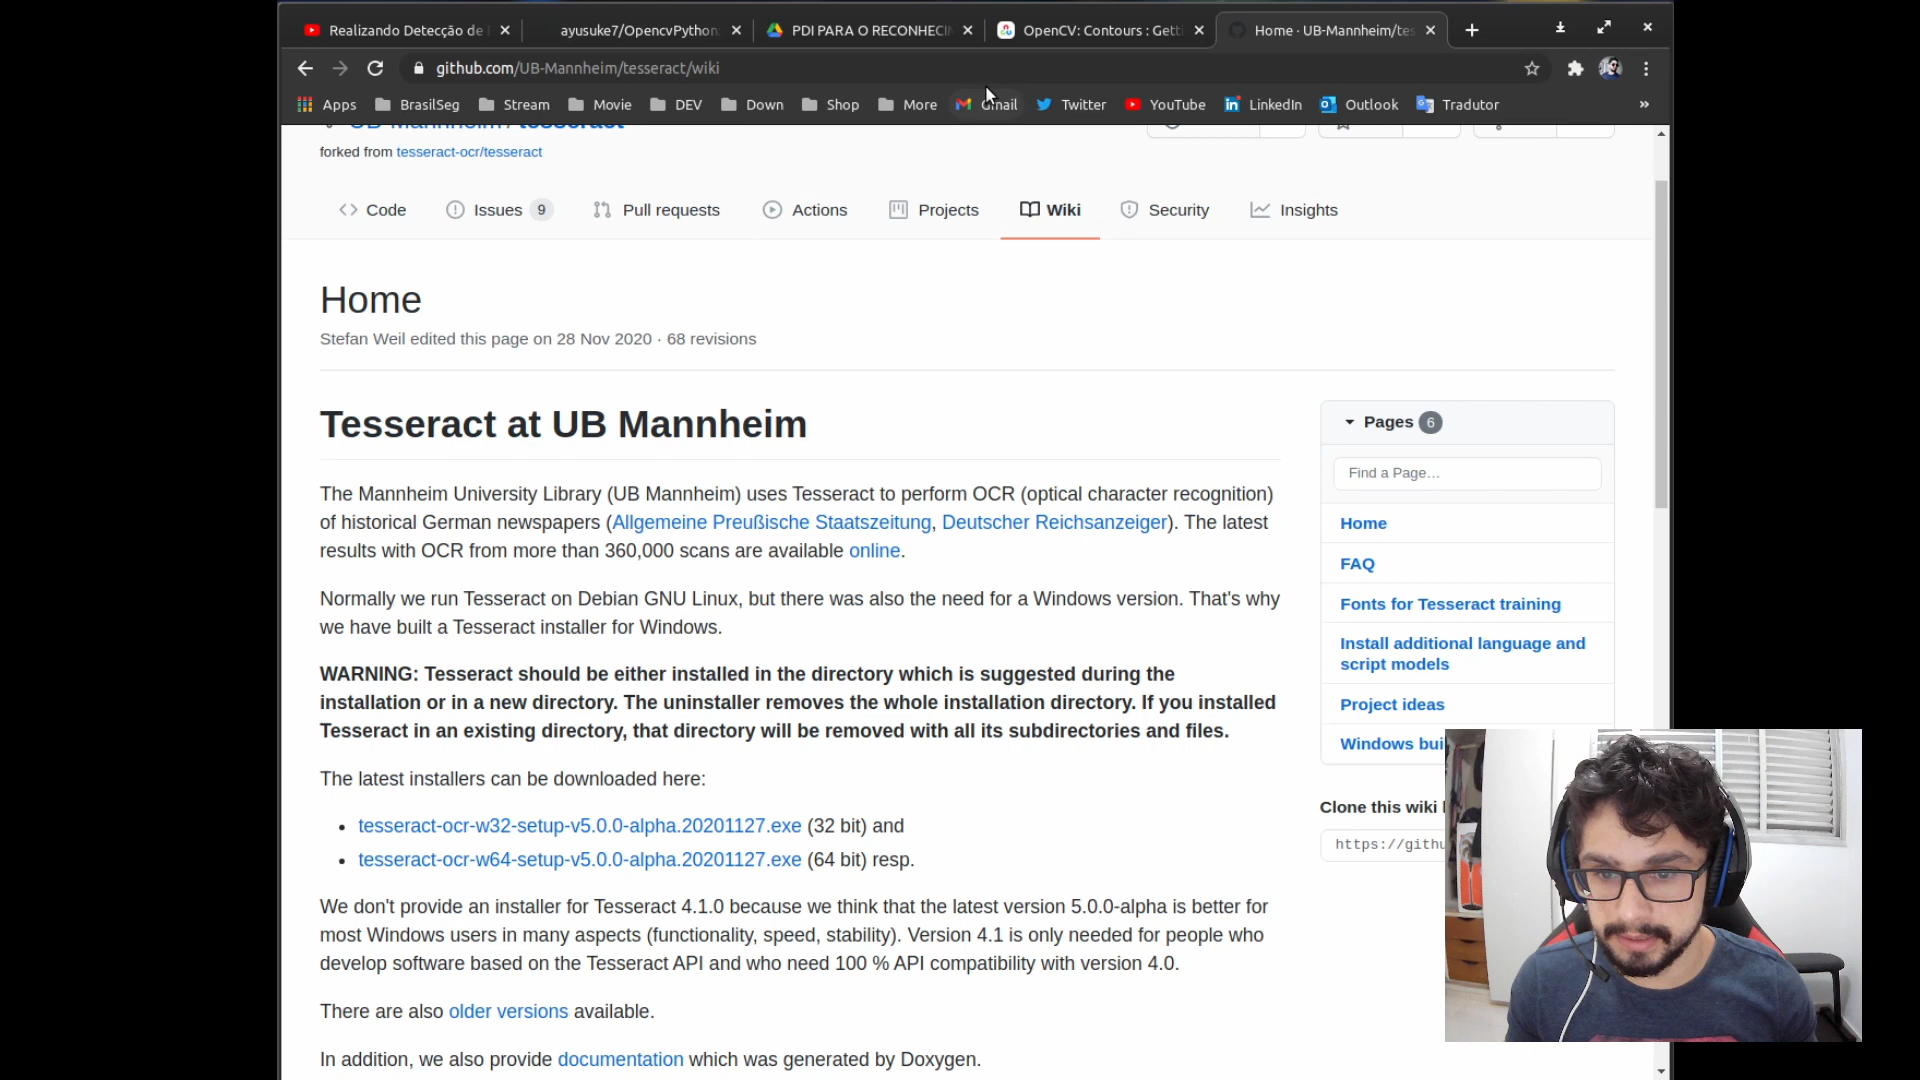 Realizando Detecção de
ayusuke7/OpencvPython
PDI PARA O RECONHECIN
OpenCV: Contours : Getti
Home · UB-Mannheim/tes
github.com/UB-Mannheim/tesseract/wiki
Apps BrasilSeg Stream Movie DEV Down Shop More Gmail Twitter YouTube LinkedIn Outlook Tradutor »
UB-Mannheim / tesseract
forked from tesseract-ocr/tesseract
Code Issues 9 Pull requests Actions Projects Wiki Security Insights
Home
Stefan Weil edited this page on 28 Nov 2020 · 68 revisions
Tesseract at UB Mannheim
The Mannheim University Library (UB Mannheim) uses Tesseract to perform OCR (optical character recognition)
of historical German newspapers (Allgemeine Preußische Staatszeitung, Deutscher Reichsanzeiger). The latest
results with OCR from more than 360,000 scans are available online.
Normally we run Tesseract on Debian GNU Linux, but there was also the need for a Windows version. That's why
we have built a Tesseract installer for Windows.
WARNING: Tesseract should be either installed in the directory which is suggested during the
installation or in a new directory. The uninstaller removes the whole installation directory. If you installed
Tesseract in an existing directory, that directory will be removed with all its subdirectories and files.
The latest installers can be downloaded here:
• tesseract-ocr-w32-setup-v5.0.0-alpha.20201127.exe (32 bit) and
• tesseract-ocr-w64-setup-v5.0.0-alpha.20201127.exe (64 bit) resp.
We don't provide an installer for Tesseract 4.1.0 because we think that the latest version 5.0.0-alpha is better for
most Windows users in many aspects (functionality, speed, stability). Version 4.1 is only needed for people who
develop software based on the Tesseract API and who need 100 % API compatibility with version 4.0.
There are also older versions available.
In addition, we also provide documentation which was generated by Doxygen.
Pages 6
Find a Page…
Home
FAQ
Fonts for Tesseract training
Install additional language and
script models
Project ideas
Windows bui
Clone this wiki
https://githu